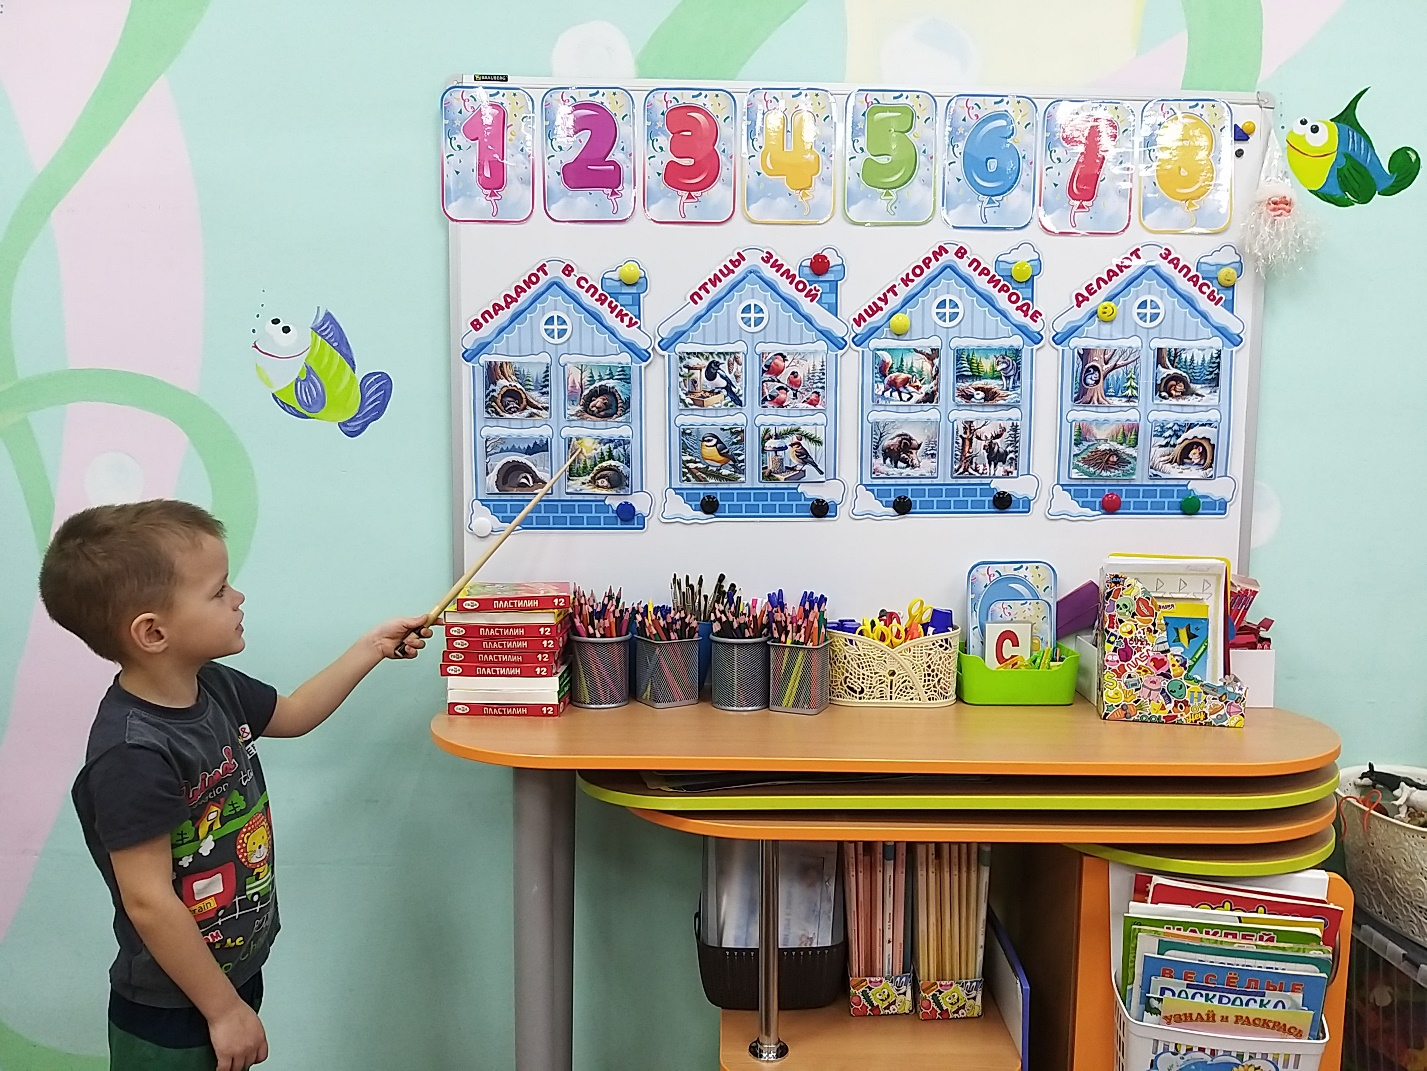 BRAUBERG
1 2 3 4 5 6 7 8
ВПАДАЮТ В СПЯЧКУ
ПТИЦЫ ЗИМОЙ
ИЩУТ КОРМ В ПРИРОДЕ
ДЕЛАЮТ ЗАПАСЫ
ПЛАСТИЛИН 12
ПЛАСТИЛИН 12
ПЛАСТИЛИН 12
ПЛАСТИЛИН 12
ПЛАСТИЛИН 12
ПЛАСТИЛИН 12
С
НАКЛЕЙ
ВЕСЁЛЫЕ
РАСКРАСКА
УЗНАЙ и РАСКРАСЬ